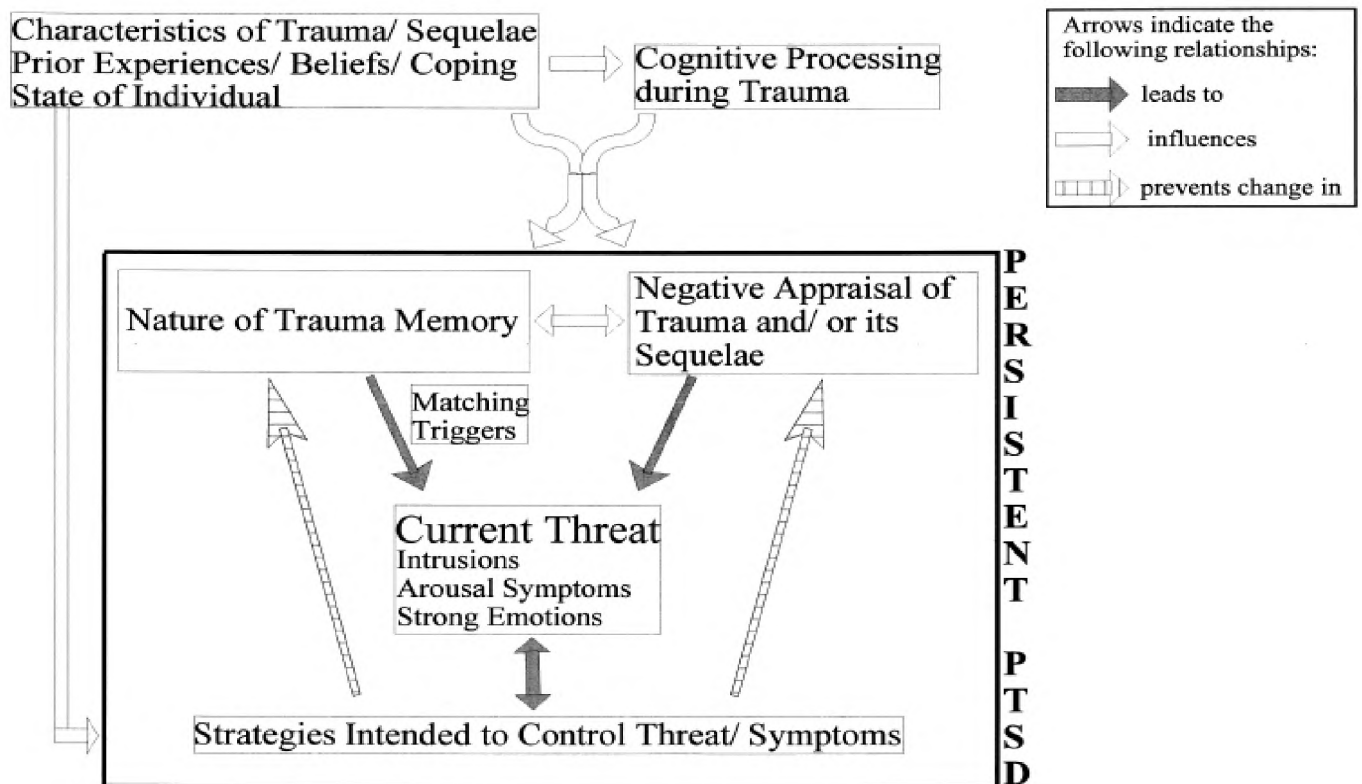 Characteristics of Trauma/ Sequelae
Prior Experiences/ Beliefs/ Coping
State of Individual
Cognitive Processing
during Trauma
Arrows indicate the
following relationships:
leads to
influences
prevents change in
Nature of Trauma Memory
Negative Appraisal of
Trauma and/ or its
Sequelae
Matching
Triggers
Current Threat
Intrusions
Arousal Symptoms
Strong Emotions
Strategies Intended to Control Threat/ Symptoms
PERSISTENT PTSD